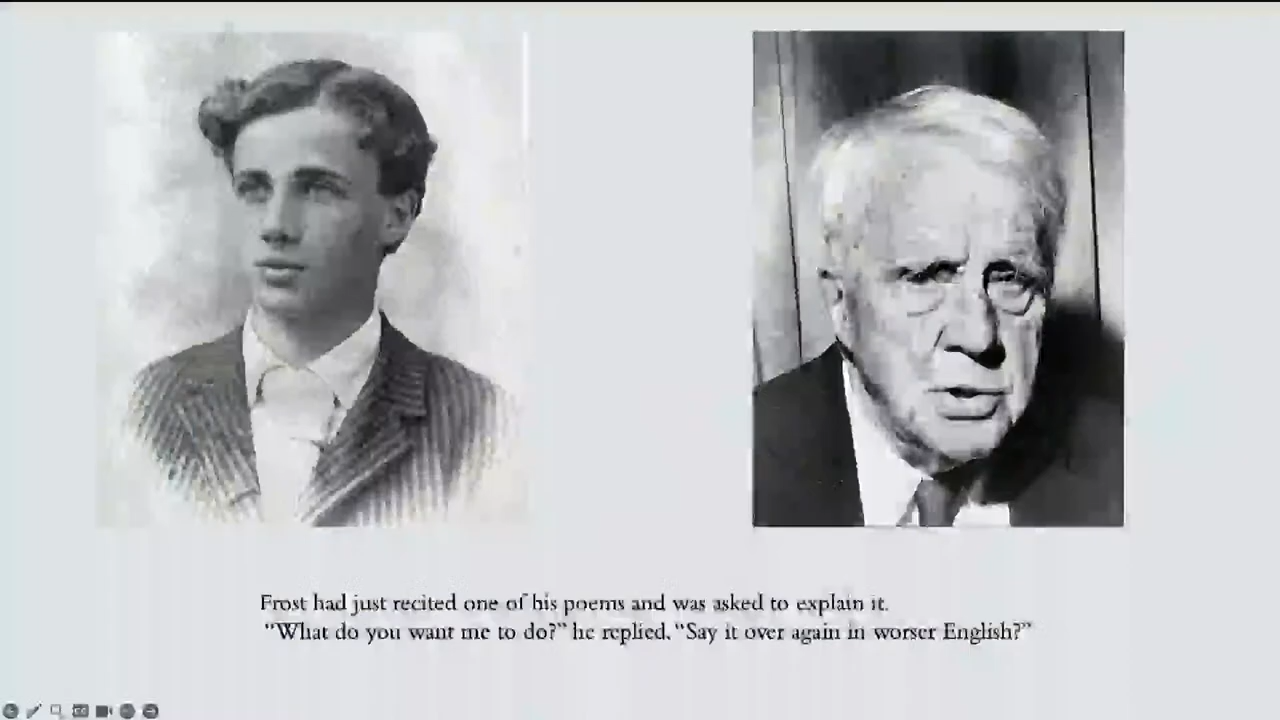 Frost had just recited one of his poems and was asked to explain it.
“What do you want me to do?” he replied. “Say it over again in worser English?”